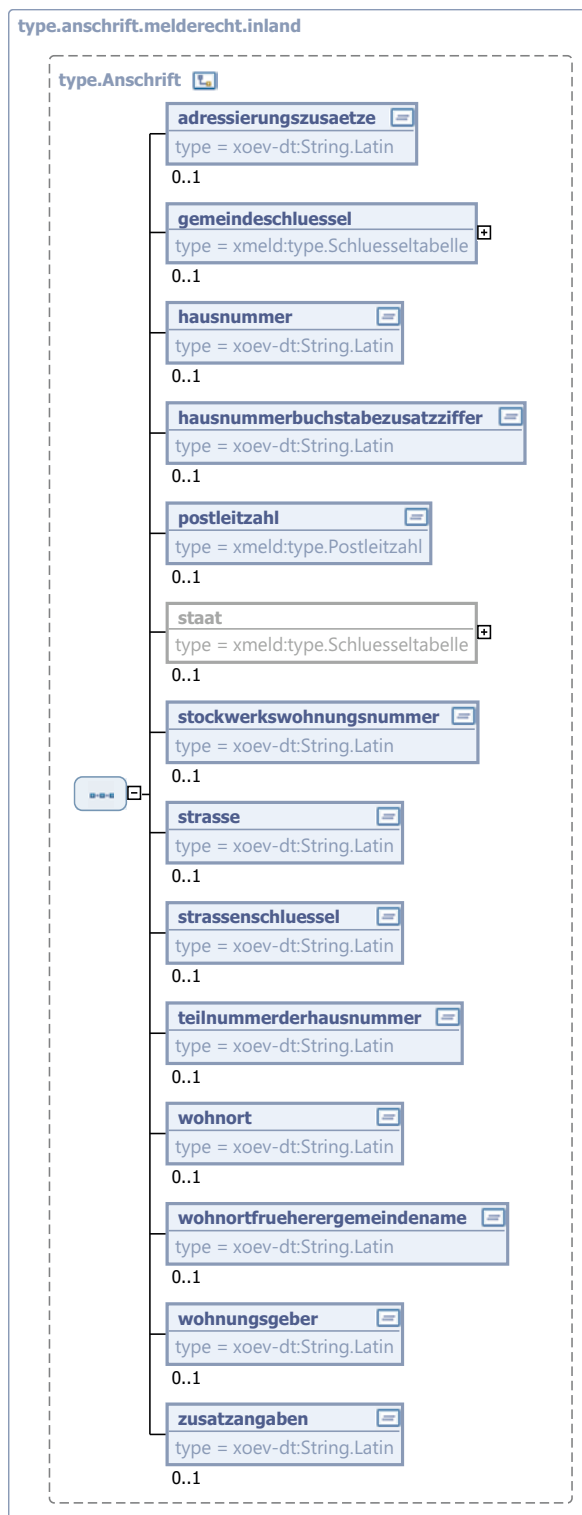 type.anschrift.melderecht.inland
type.Anschrift
adressierungszusaetze
type = xoev-dt:String.Latin
0..1
gemeindeschluessel
type = xmeld:type.Schluesseltabelle
0..1
hausnummer
type = xoev-dt:String.Latin
0..1
hausnummerbuchstabezusatzziffer
type = xoev-dt:String.Latin
0..1
postleitzahl
type = xmeld:type.Postleitzahl
0..1
staat
type = xmeld:type.Schluesseltabelle
0..1
stockwerkswohnungsnummer
type = xoev-dt:String.Latin
0..1
strasse
type = xoev-dt:String.Latin
0..1
strassenschluessel
type = xoev-dt:String.Latin
0..1
teilnummerderhausnummer
type = xoev-dt:String.Latin
0..1
wohnort
type = xoev-dt:String.Latin
0..1
wohnortfrueherergemeindename
type = xoev-dt:String.Latin
0..1
wohnungsgeber
type = xoev-dt:String.Latin
0..1
zusatzangaben
type = xoev-dt:String.Latin
0..1